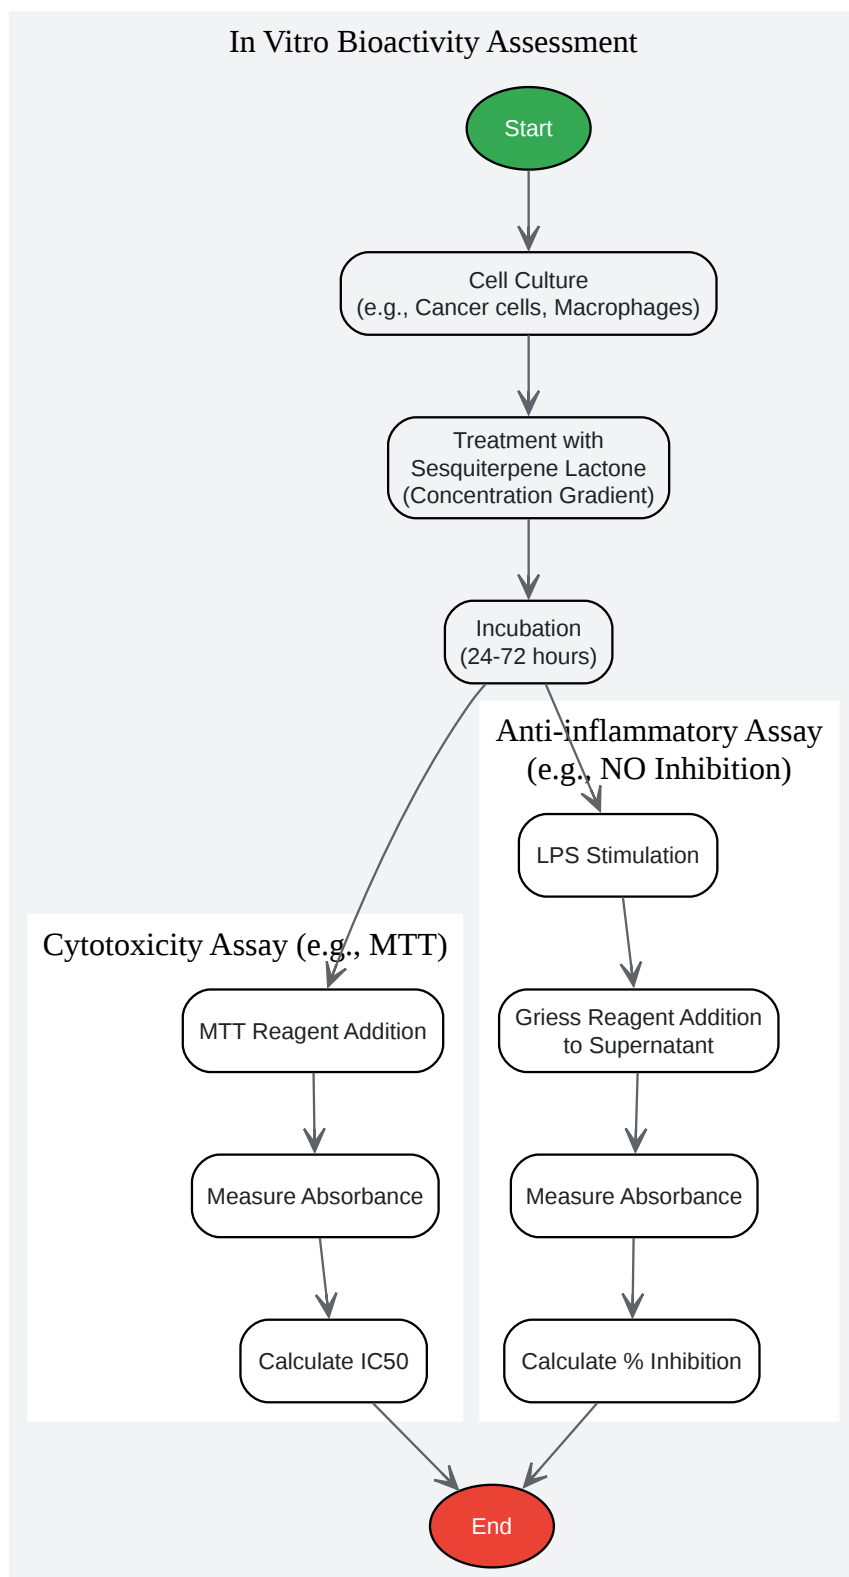 In Vitro Bioactivity Assessment
Start
Cell Culture
(e.g., Cancer cells, Macrophages)
Treatment with
Sesquiterpene Lactone
(Concentration Gradient)
Incubation
(24-72 hours)
Anti-inflammatory Assay
(e.g., NO Inhibition)
LPS Stimulation
Griess Reagent Addition
to Supernatant
Measure Absorbance
Calculate % Inhibition
Cytotoxicity Assay (e.g., MTT)
MTT Reagent Addition
Measure Absorbance
Calculate IC50
End